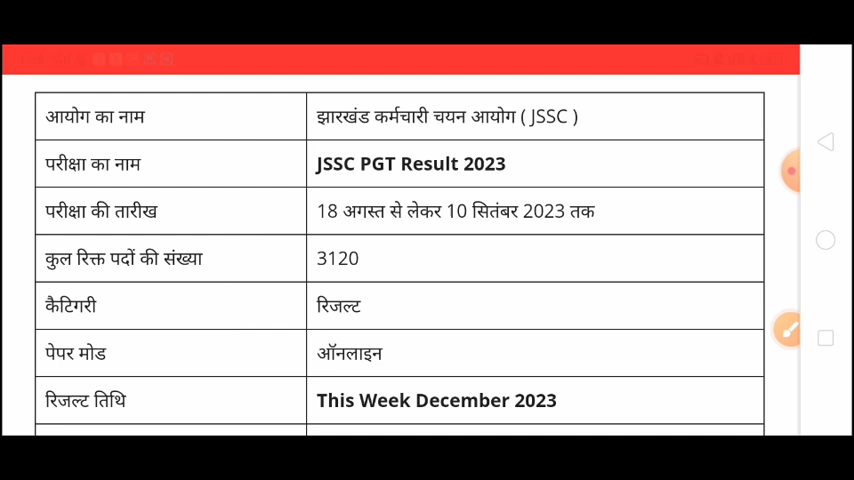 आयोग का नाम झारखंड कर्मचारी चयन आयोग ( JSSC )
परीक्षा का नाम JSSC PGT Result 2023
परीक्षा की तारीख 18 अगस्त से लेकर 10 सितंबर 2023 तक
कुल रिक्त पदों की संख्या 3120
कैटिगरी रिजल्ट
पेपर मोड ऑनलाइन
रिजल्ट तिथि This Week December 2023